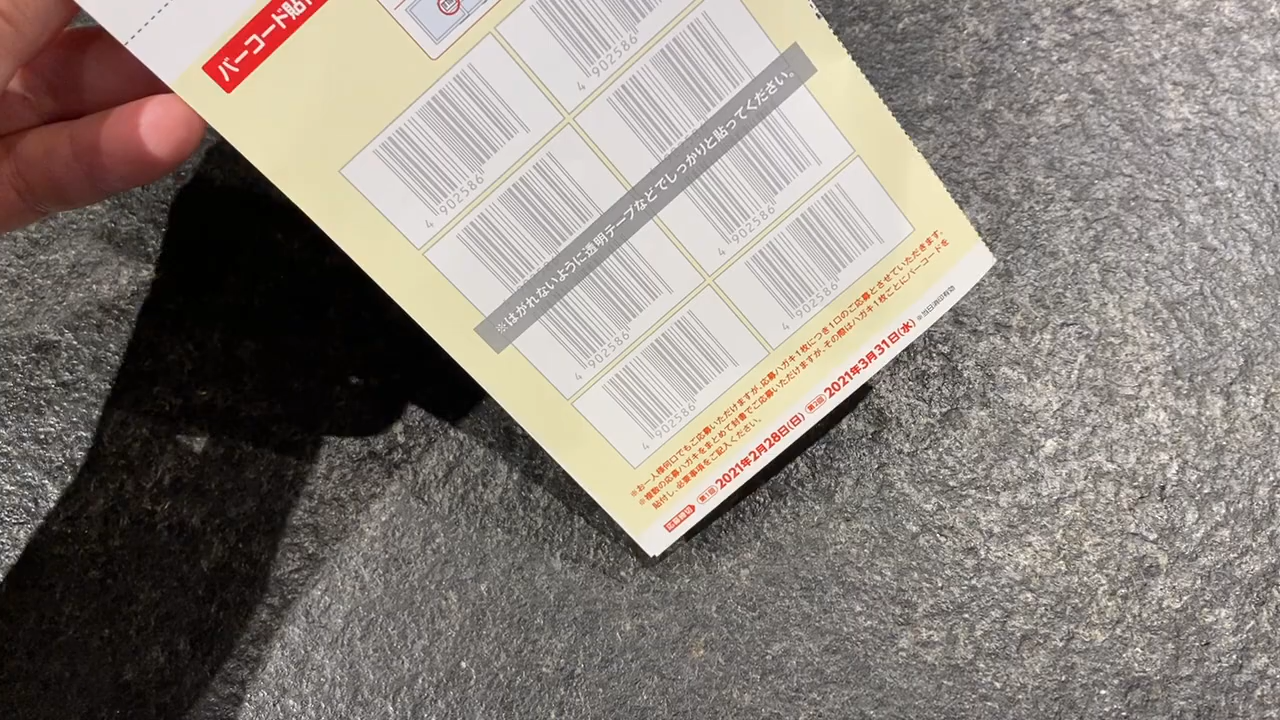 バーコード貼
4 902586
4 902586
4 902586
4 902586
4 902586
4 902586
4 902586
※はがれないように透明テープなどでしっかりと貼ってください。
※お一人様何口でもご応募いただけますが、応募ハガキ1枚につき1口のご応募とさせていただきます。
※複数の応募ハガキをまとめて封書でご応募いただけますが、その際はハガキ1枚ごとにバーコードを
貼付し、必要事項をご記入ください。
応募締切 第1回 2021年2月28日(日) 第2回 2021年3月31日(水) ※当日消印有効